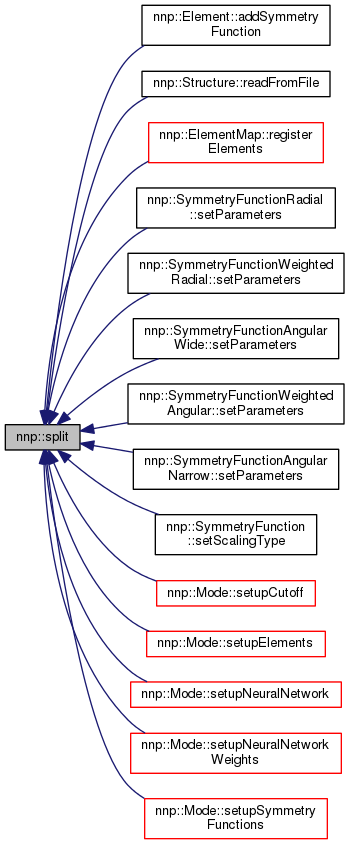 nnp::Element::addSymmetry
Function
nnp::Structure::readFromFile
nnp::ElementMap::register
Elements
nnp::SymmetryFunctionRadial
::setParameters
nnp::SymmetryFunctionWeighted
Radial::setParameters
nnp::SymmetryFunctionAngular
Wide::setParameters
nnp::SymmetryFunctionWeighted
Angular::setParameters
nnp::split
nnp::SymmetryFunctionAngular
Narrow::setParameters
nnp::SymmetryFunction
::setScalingType
nnp::Mode::setupCutoff
nnp::Mode::setupElements
nnp::Mode::setupNeuralNetwork
nnp::Mode::setupNeuralNetwork
Weights
nnp::Mode::setupSymmetry
Functions